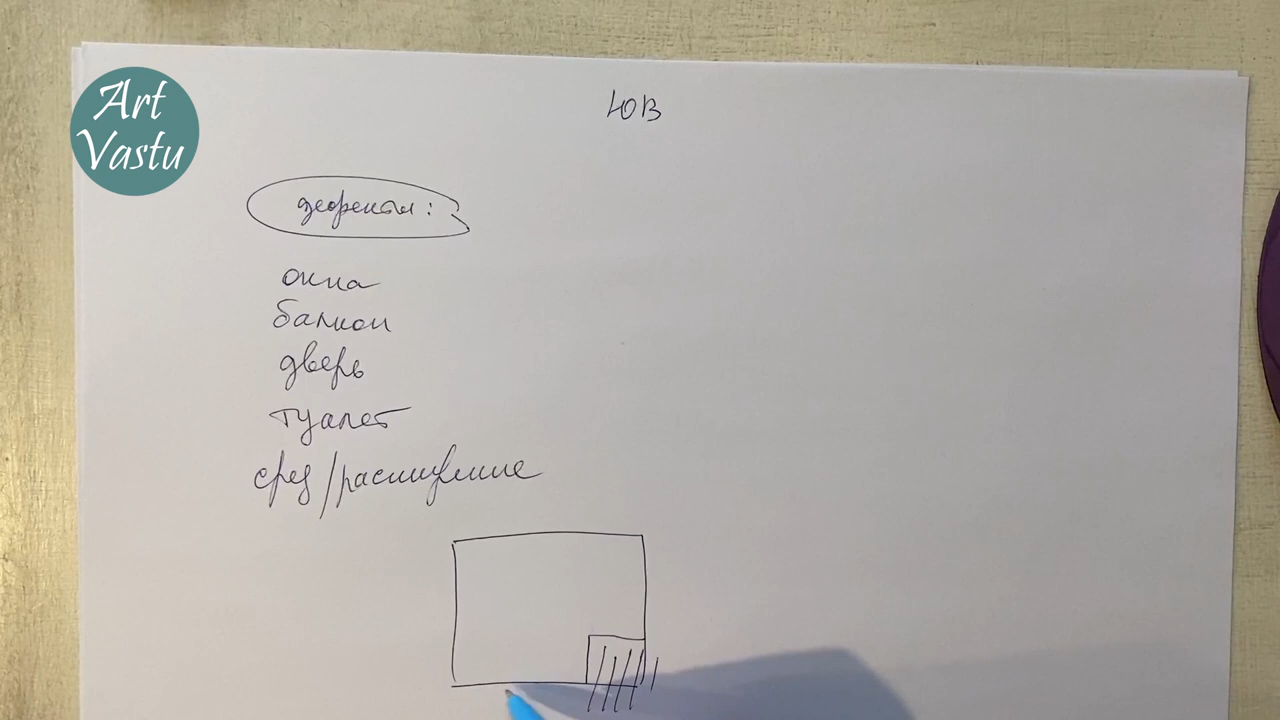 Art
Vastu
ЮВ
дефекты:
окна
балкон
дверь
туалет
срез/расширение